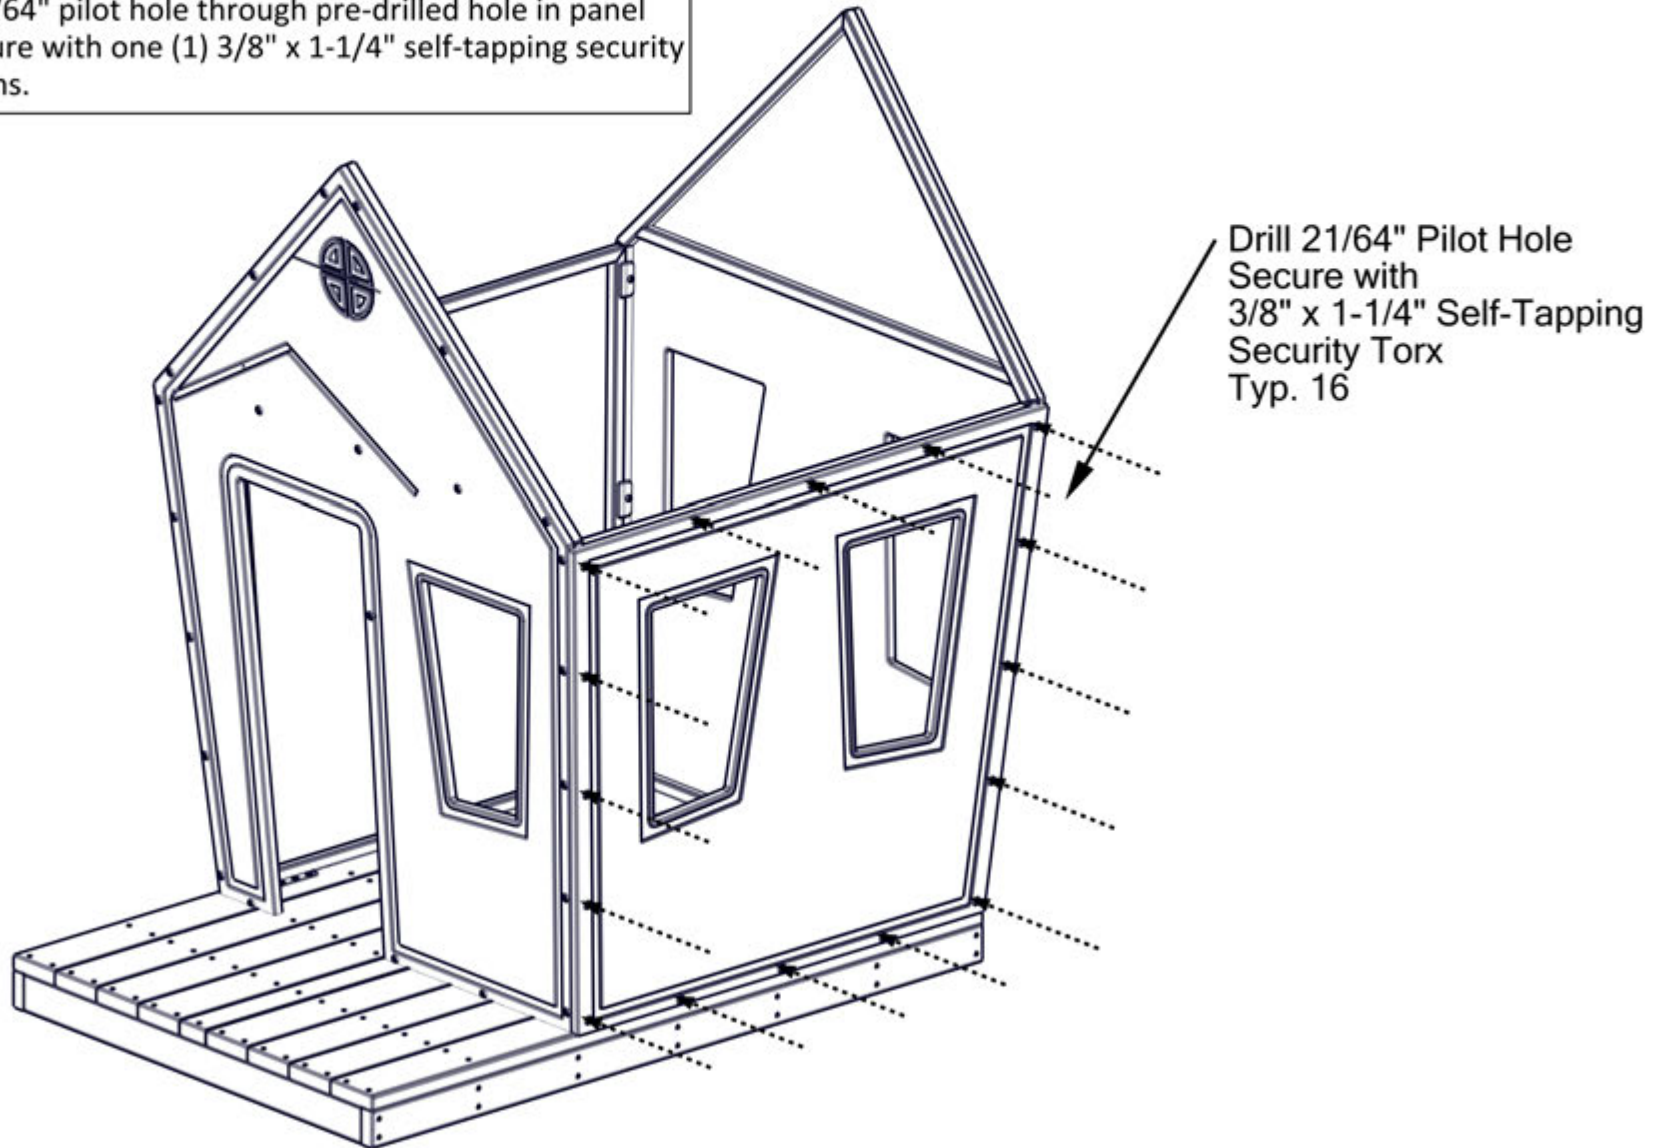 /64" pilot hole through pre-drilled hole in panel
ure with one (1) 3/8" x 1-1/4" self-tapping security
ns.
Drill 21/64" Pilot Hole
Secure with
3/8" x 1-1/4" Self-Tapping
Security Torx
Typ. 16